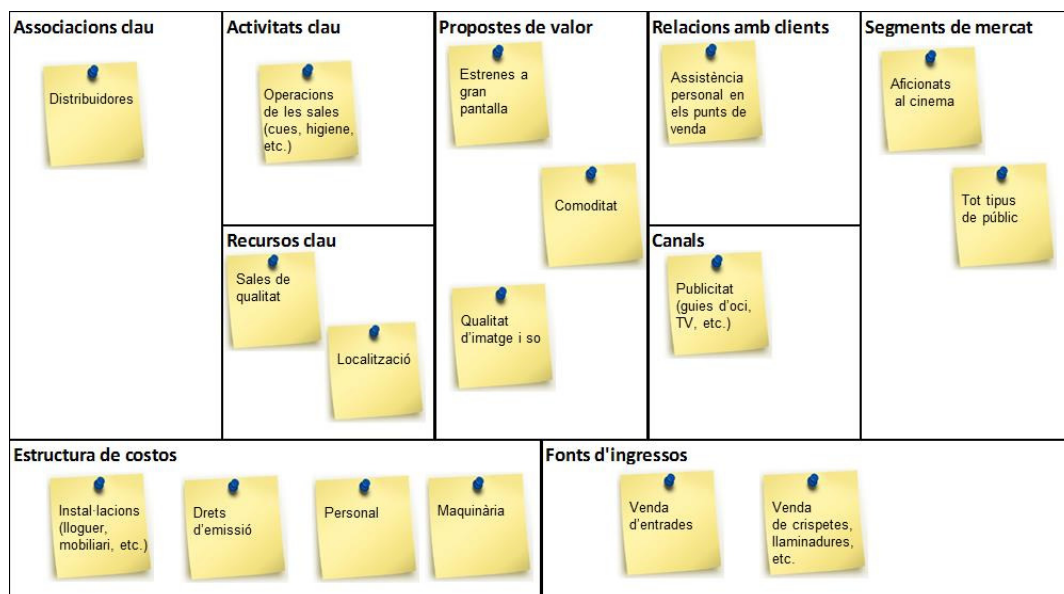 Associacions clau
Distribuidores
Activitats clau
Operacions
de les sales
(cues, higiene,
etc.)
Recursos clau
Sales de
qualitat
Localització
Propostes de valor
Estrenes a
gran
pantalla
Comoditat
Qualitat
d'imatge i so
Relacions amb clients
Assistència
personal en
els punts de
venda
Canals
Publicitat
(guies d'oci,
TV, etc.)
Segments de mercat
Aficionats
al cinema
Tot tipus
de públic
Estructura de costos
Instal·lacions
(lloguer,
mobiliari, etc.)
Drets
d'emissió
Personal
Maquinària
Fonts d'ingressos
Venda
d'entrades
Venda
de crispetes,
llaminadures,
etc.